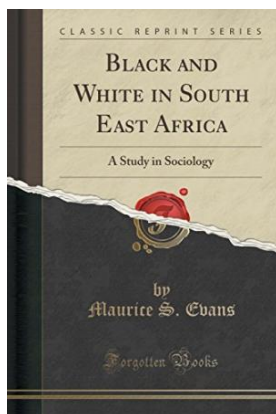 CLASSIC REPRINT SERIES
BLACK AND
WHITE IN SOUTH
EAST AFRICA
A STUDY IN SOCIOLOGY
by
Maurice S. Evans
Forgotten Books